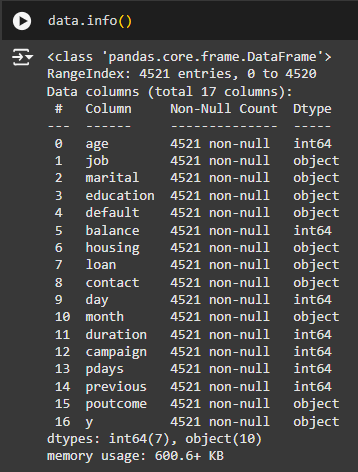 data.info()
<class 'pandas.core.frame.DataFrame'>
RangeIndex: 4521 entries, 0 to 4520
Data columns (total 17 columns):
 #   Column     Non-Null Count  Dtype
---  ------     --------------  -----
 0   age        4521 non-null   int64
 1   job        4521 non-null   object
 2   marital    4521 non-null   object
 3   education  4521 non-null   object
 4   default    4521 non-null   object
 5   balance    4521 non-null   int64
 6   housing    4521 non-null   object
 7   loan       4521 non-null   object
 8   contact    4521 non-null   object
 9   day        4521 non-null   int64
 10  month      4521 non-null   object
 11  duration   4521 non-null   int64
 12  campaign   4521 non-null   int64
 13  pdays      4521 non-null   int64
 14  previous   4521 non-null   int64
 15  poutcome   4521 non-null   object
 16  y          4521 non-null   object
dtypes: int64(7), object(10)
memory usage: 600.6+ KB